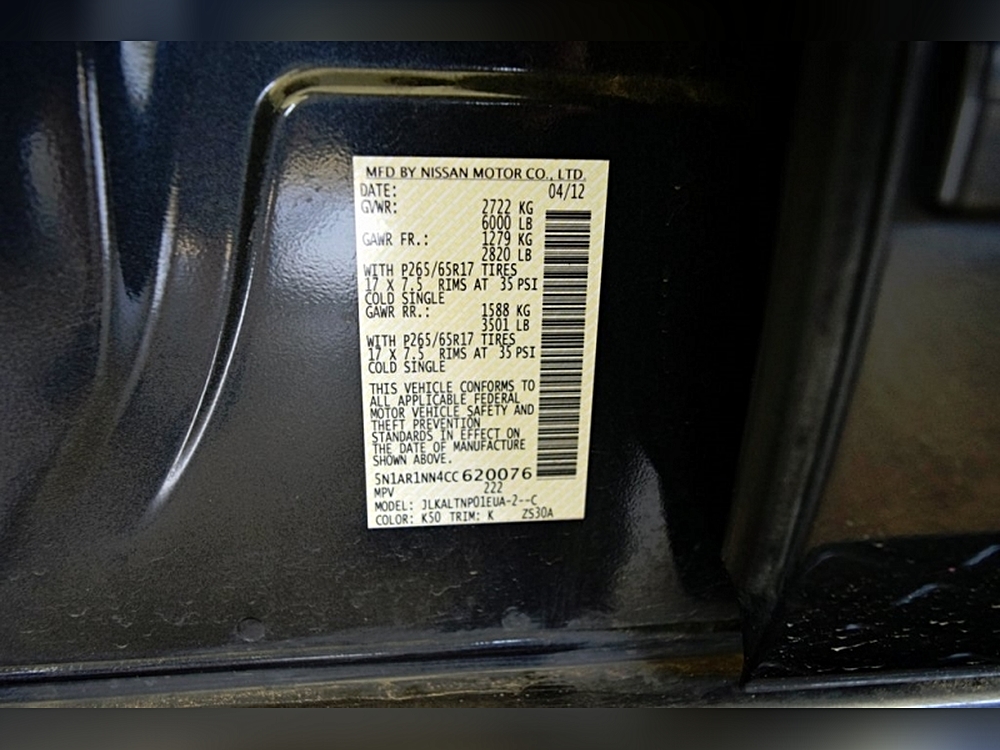 MFD BY NISSAN MOTOR CO., LTD.
DATE: 04/12
GVWR: 2722 KG
6000 LB
GAWR FR.: 1279 KG
2820 LB
WITH P265/65R17 TIRES
17 X 7.5 RIMS AT 35 PSI
COLD SINGLE
GAWR RR.: 1588 KG
3501 LB
WITH P265/65R17 TIRES
17 X 7.5 RIMS AT 35 PSI
COLD SINGLE
THIS VEHICLE CONFORMS TO
ALL APPLICABLE FEDERAL
MOTOR VEHICLE SAFETY AND
THEFT PREVENTION
STANDARDS IN EFFECT ON
THE DATE OF MANUFACTURE
SHOWN ABOVE.
5N1AR1NN4CC620076
MPV 222
MODEL: JLKALTNP01EUA-2--C
COLOR: K50 TRIM: K ZS30A